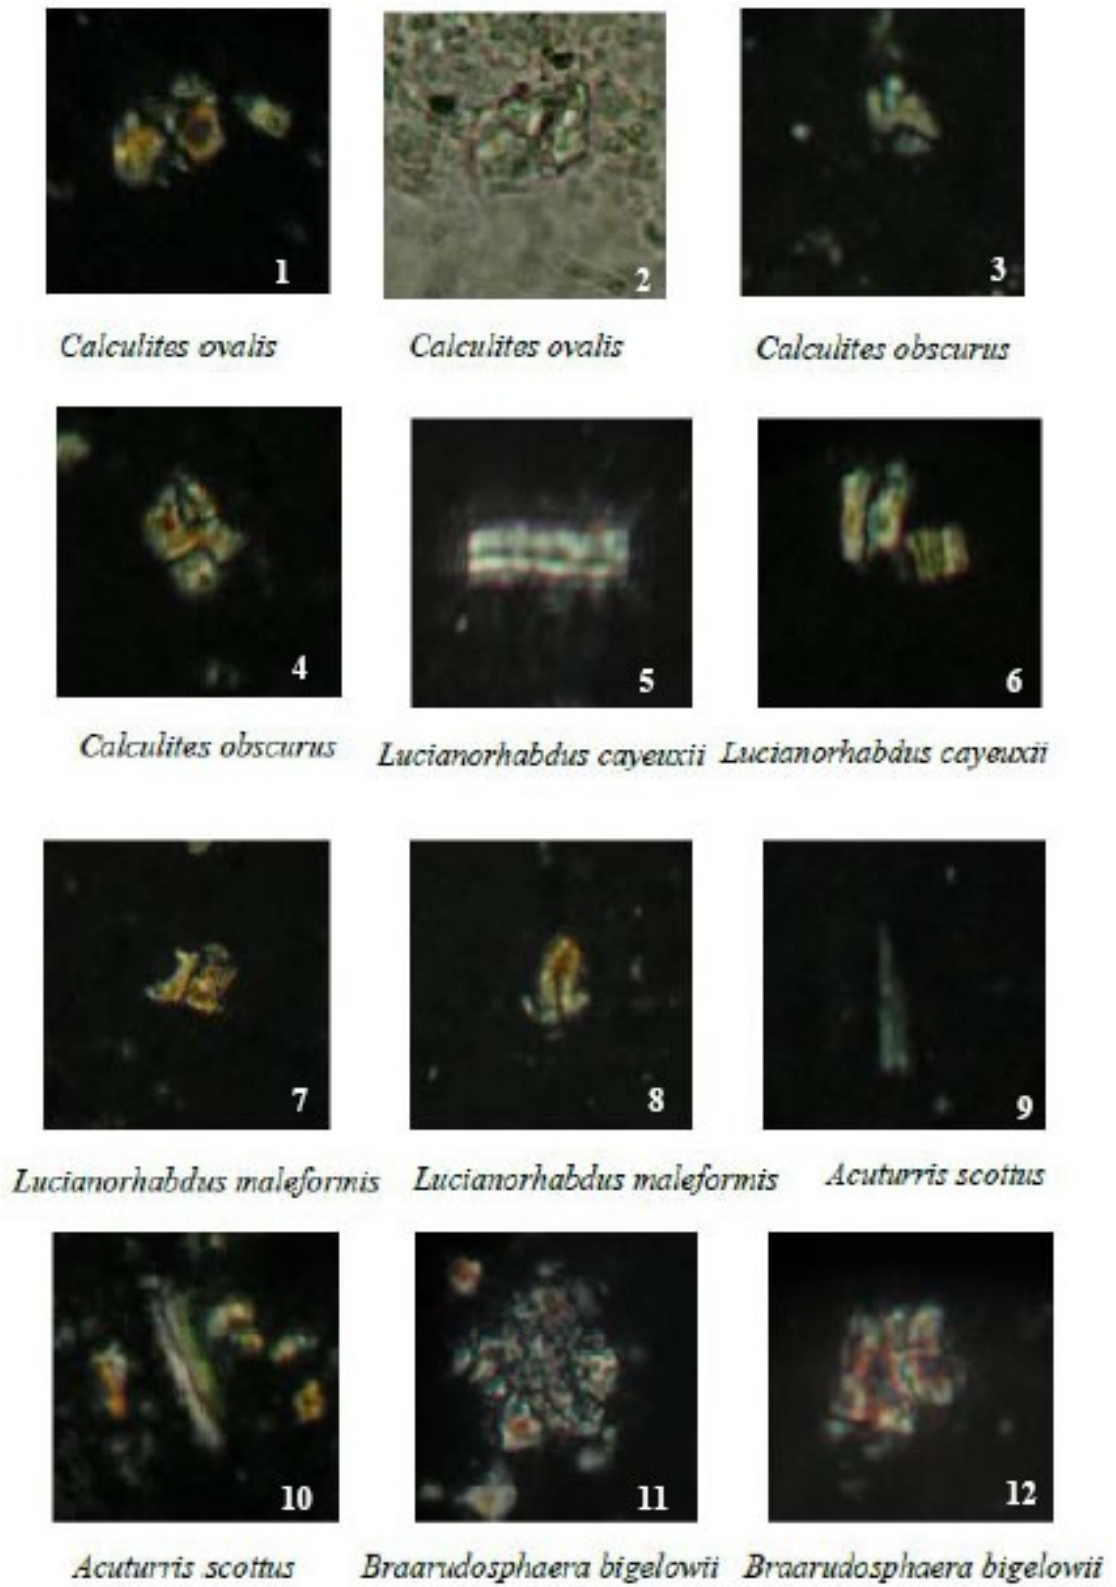 1 2 3
Calculites ovalis Calculites ovalis Calculites obscurus
4 5 6
Calculites obscurus Lucianorhabdus cayeuxii Lucianorhabdus cayeuxii
7 8 9
Lucianorhabdus maleformis Lucianorhabdus maleformis Acuturris scottus
10 11 12
Acuturris scottus Braarudosphaera bigelowii Braarudosphaera bigelowii